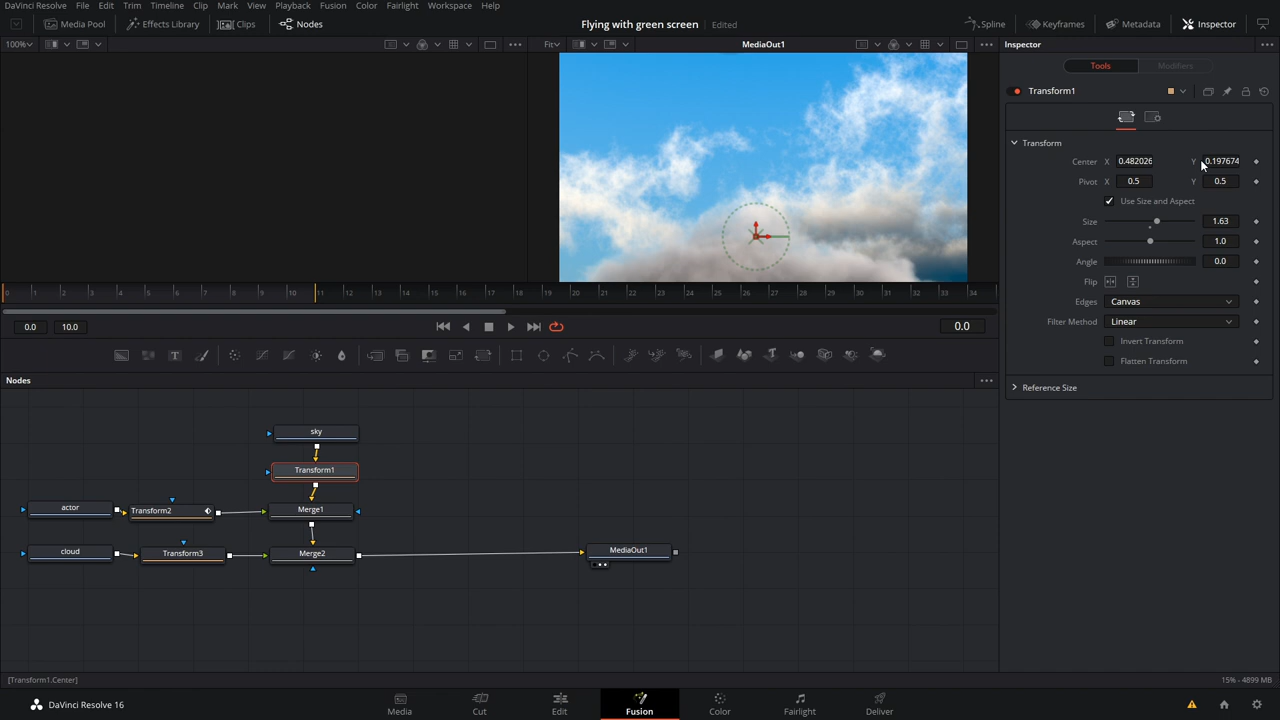 DaVinci Resolve File Edit Trim Timeline Clip Mark View Playback Fusion Color Fairlight Workspace Help
Media Pool Effects Library Clips Nodes Flying with green screen Edited Spline Keyframes Metadata Inspector
100% Fit MediaOut1 Inspector
Tools Modifiers
Transform1
Transform
Center X 0.482026 Y 0.197674
Pivot X 0.5 Y 0.5
Use Size and Aspect
Size 1.63
Aspect 1.0
Angle 0.0
Flip
Edges Canvas
Filter Method Linear
Invert Transform
Flatten Transform
Reference Size
0 1 2 3 4 5 6 7 8 9 10 11 12 13 14 15 16 17 18 19 20 21 22 23 24 25 26 27 28 29 30 31 32 33 34
0.0 10.0 0.0
Nodes
sky
Transform1
actor Transform2 Merge1
cloud Transform3 Merge2 MediaOut1
[Transform1.Center] 15% - 4899 MB
DaVinci Resolve 16 Media Cut Edit Fusion Color Fairlight Deliver